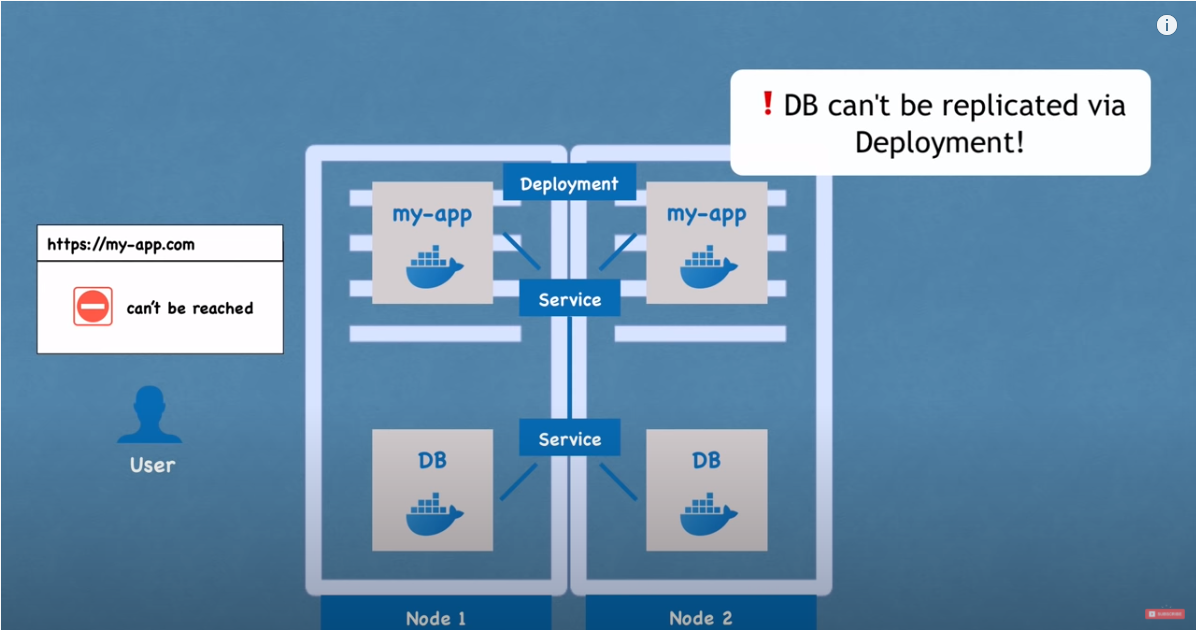 ! DB can't be replicated via
Deployment!
Deployment
my-app
my-app
https://my-app.com
can't be reached
Service
Service
User
DB
DB
Node 1
Node 2
SUBSCRIBE